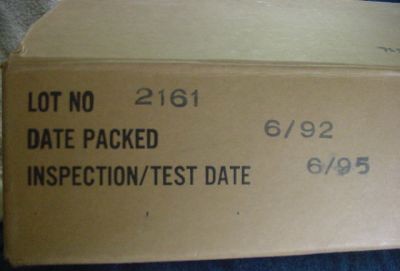 LOT NO 2161
DATE PACKED 6/92
INSPECTION/TEST DATE 6/95